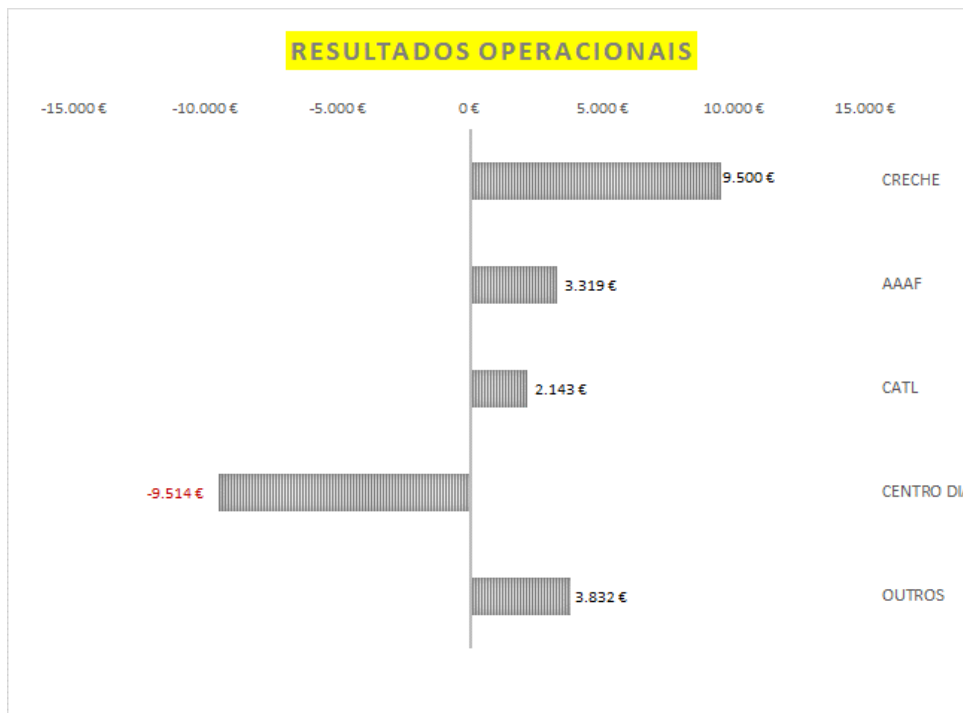 RESULTADOS OPERACIONAIS
-15.000 € -10.000 € -5.000 € 0 € 5.000 € 10.000 € 15.000 €
9.500 € CRECHE
3.319 € AAAF
2.143 € CATL
-9.514 € CENTRO DIA
3.832 € OUTROS